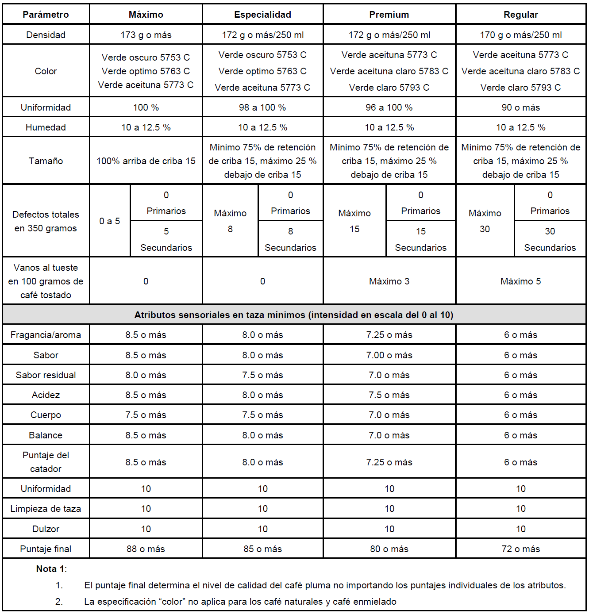 Parámetro Máximo Especialidad Premium Regular
Densidad 173 g o más 172 g o más/250 ml 172 g o más/250 ml 170 g o más/250 ml
Color Verde oscuro 5753 C Verde oscuro 5753 C Verde aceituna 5773 C Verde aceituna 5773 C
Verde optimo 5763 C Verde optimo 5763 C Verde aceituna claro 5783 C Verde aceituna claro 5783 C
Verde aceituna 5773 C Verde aceituna 5773 C Verde claro 5793 C Verde claro 5793 C
Uniformidad 100 % 98 a 100 % 96 a 100 % 90 o más
Humedad 10 a 12.5 % 10 a 12.5 % 10 a 12.5 % 10 a 12.5 %
Tamaño 100% arriba de criba 15 Mínimo 75% de retención Mínimo 75% de retención de Mínimo 75% de retención de
de criba 15, máximo 25 % criba 15, máximo 25 % criba 15, máximo 25 %
debajo de criba 15 debajo de criba 15 debajo de criba 15
Defectos totales
en 350 gramos
0 a 5 0 Primarios 5 Secundarios
Máximo 8 0 Primarios 8 Secundarios
Máximo 15 0 Primarios 15 Secundarios
Máximo 30 0 Primarios 30 Secundarios
Vanos al tueste
en 100 gramos de
café tostado
0 0 Máximo 3 Máximo 5
Atributos sensoriales en taza mínimos (intensidad en escala del 0 al 10)
Fragancia/aroma 8.5 o más 8.0 o más 7.25 o más 6 o más
Sabor 8.5 o más 8.0 o más 7.00 o más 6 o más
Sabor residual 8.0 o más 7.5 o más 7.0 o más 6 o más
Acidez 8.5 o más 8.0 o más 7.5 o más 6 o más
Cuerpo 7.5 o más 7.5 o más 7.0 o más 6 o más
Balance 8.5 o más 8.0 o más 7.0 o más 6 o más
Puntaje del
catador
8.5 o más 8.0 o más 7.25 o más 6 o más
Uniformidad 10 10 10 10
Limpieza de taza 10 10 10 10
Dulzor 10 10 10 10
Puntaje final 88 o más 85 o más 80 o más 72 o más
Nota 1:
1. El puntaje final determina el nivel de calidad del café pluma no importando los puntajes individuales de los atributos.
2. La especificación “color” no aplica para los café naturales y café enmielado